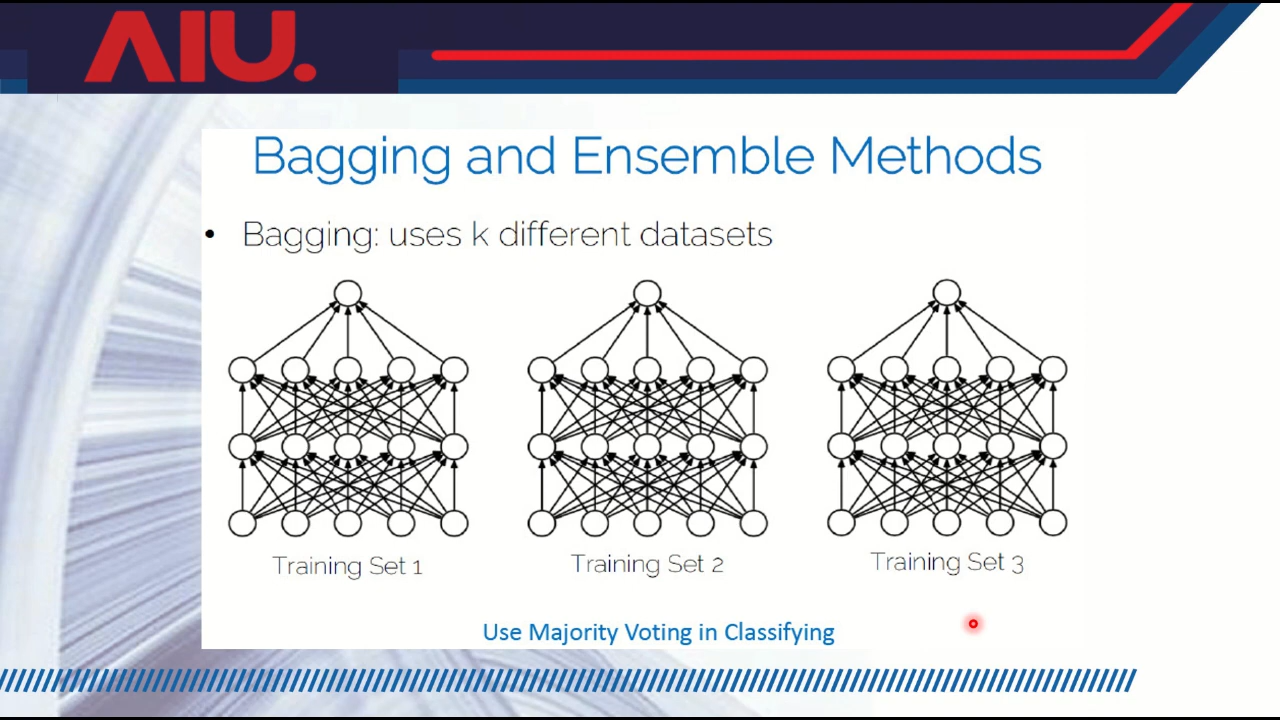 AIU.
Bagging and Ensemble Methods
• Bagging: uses k different datasets
Training Set 1
Training Set 2
Training Set 3
Use Majority Voting in Classifying